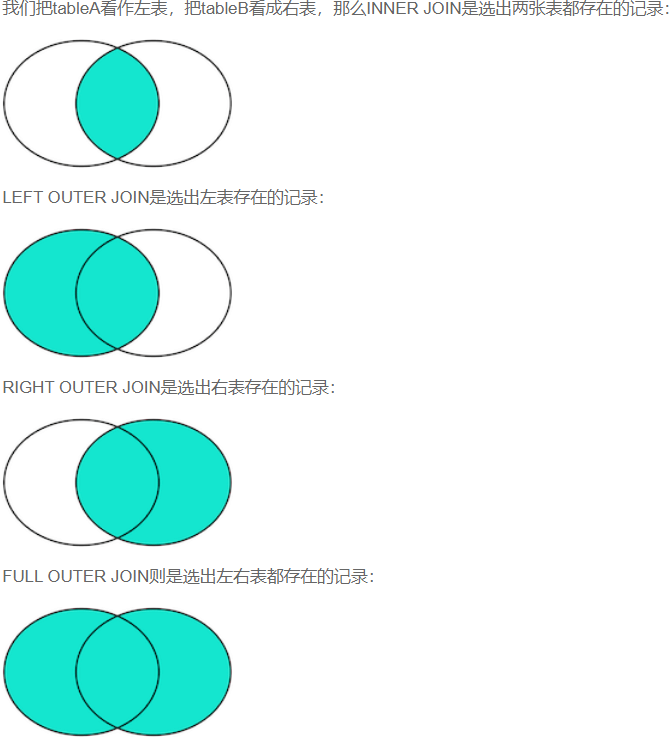 我们把tableA看作左表，把tableB看成右表，那么INNER JOIN是选出两张表都存在的记录：
LEFT OUTER JOIN是选出左表存在的记录：
RIGHT OUTER JOIN是选出右表存在的记录：
FULL OUTER JOIN则是选出左右表都存在的记录：